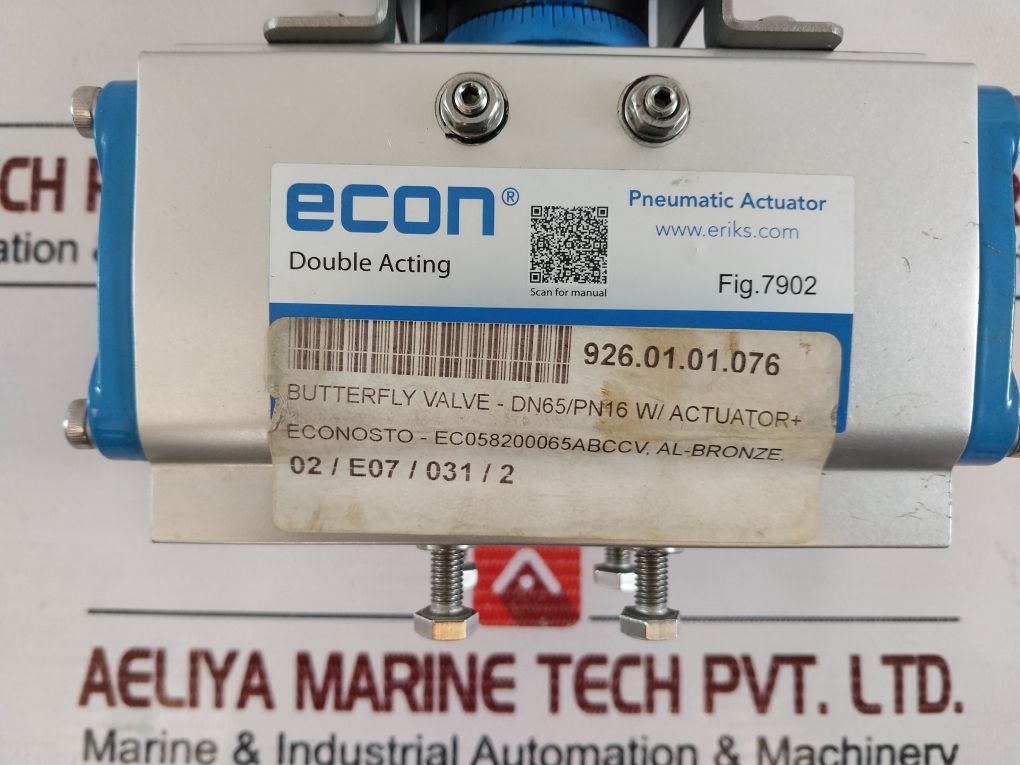 CH
ation &
econ®
Double Acting
Scan for manual
Pneumatic Actuator
www.eriks.com
Fig.7902
926.01.01.076
BUTTERFLY VALVE - DN65/PN16 W/ ACTUATOR+
ECONOSTO - EC058200065ABCCV, AL-BRONZE,
02 / E07 / 031 / 2
AELIYA MARINE TECH PVT. LTD.
Marine & Industrial Automation & Machinery